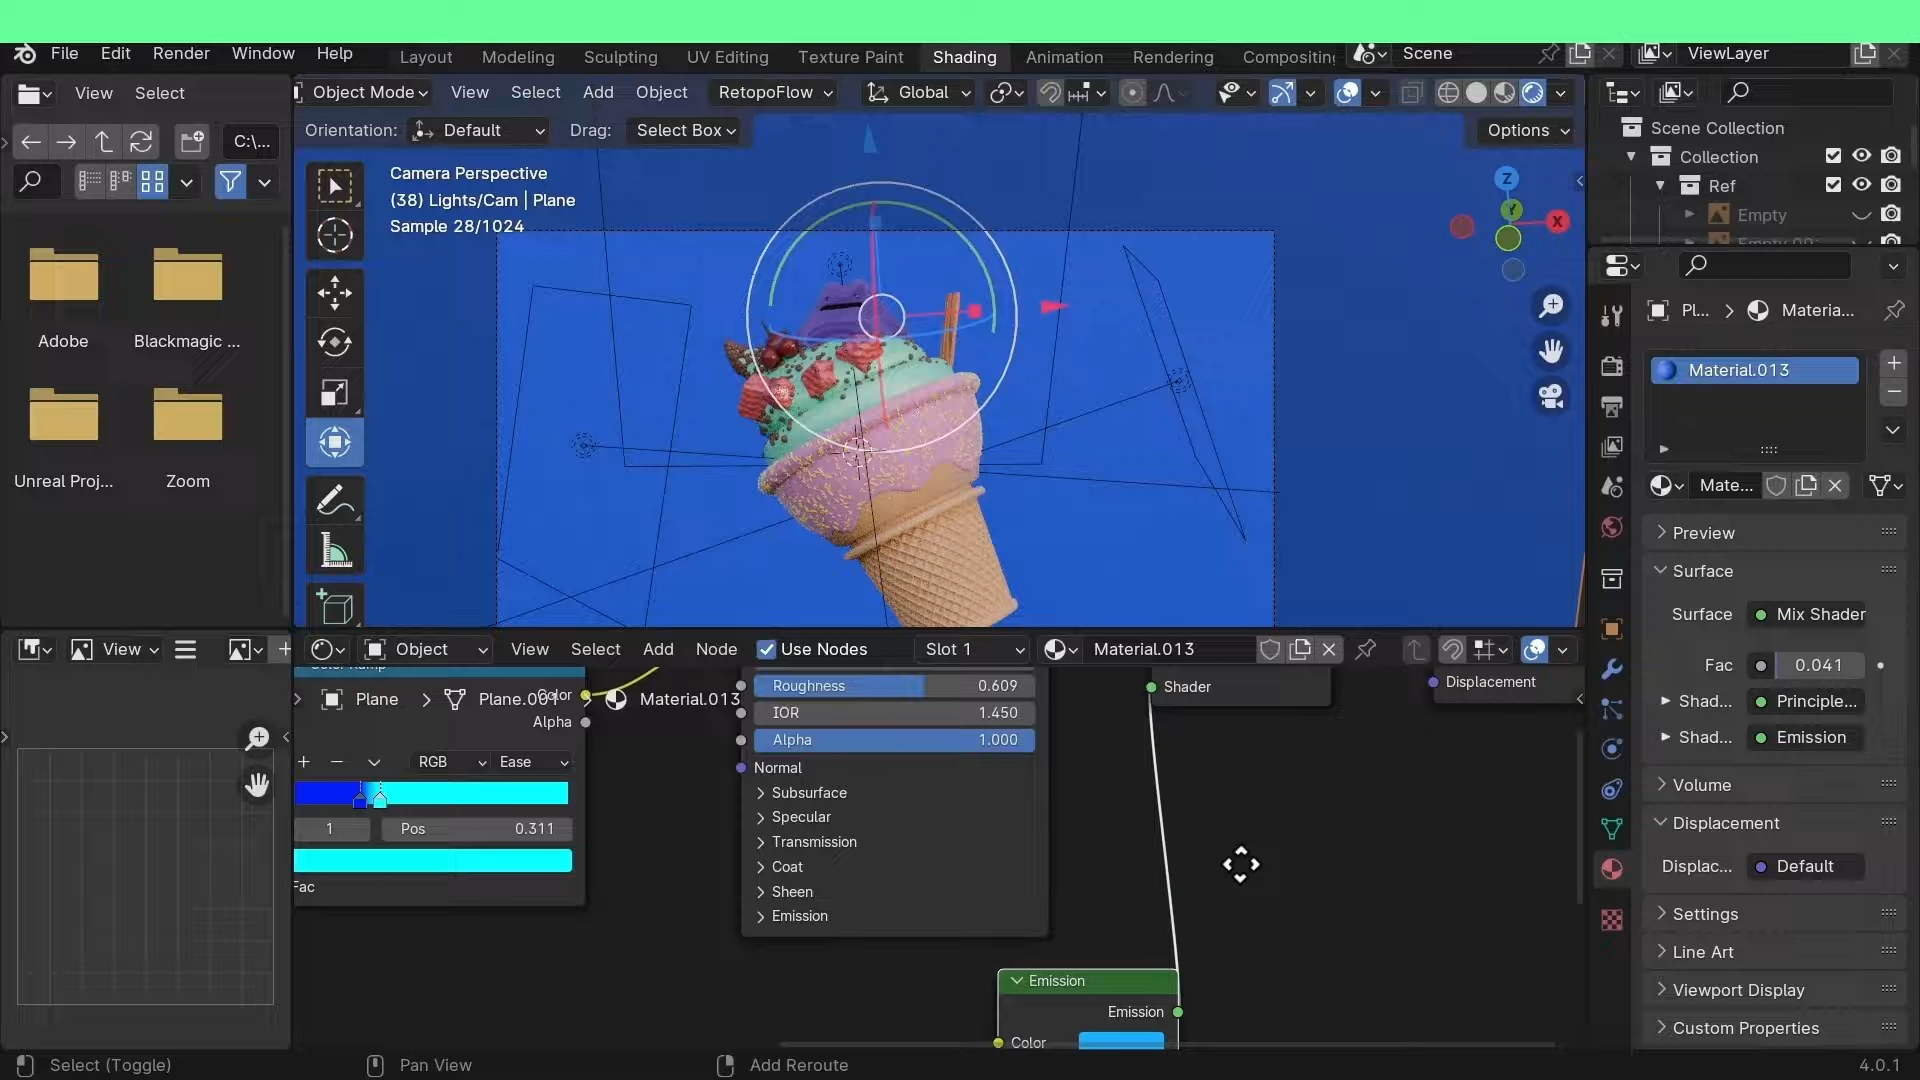 File Edit Render Window Help
Layout Modeling Sculpting UV Editing Texture Paint Shading Animation Rendering Compositing
Scene
ViewLayer
View Select
Object Mode View Select Add Object RetopoFlow Global
C:\...
Orientation: Default Drag: Select Box
Options
Camera Perspective
(38) Lights/Cam | Plane
Sample 28/1024
Z
Y
X
Scene Collection
Collection
Ref
Empty
Adobe
Blackmagic ...
Unreal Proj...
Zoom
Pl... > Materia...
Material.013
Mate...
Preview
Surface
Surface Mix Shader
Fac 0.041
Shad... Principle...
Shad... Emission
Volume
Displacement
Displac... Default
Settings
Line Art
Viewport Display
Custom Properties
View
Object View Select Add Node Use Nodes Slot 1 Material.013
Plane > Plane.001 Material.013
Color
Alpha
+ − RGB Ease
1 Pos 0.311
Fac
Roughness 0.609
IOR 1.450
Alpha 1.000
Normal
Subsurface
Specular
Transmission
Coat
Sheen
Emission
Shader
Displacement
Emission
Emission
Color
Select (Toggle)
Pan View
Add Reroute
4.0.1